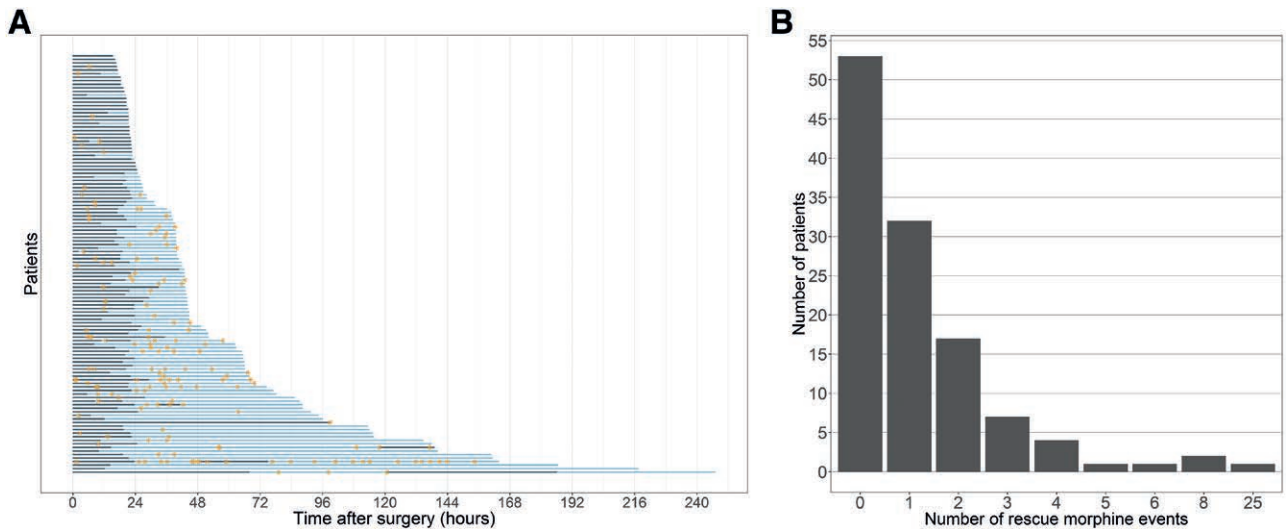 A
Patients
0 24 48 72 96 120 144 168 192 216 240
Time after surgery (hours)
B
Number of patients
55
50
45
40
35
30
25
20
15
10
5
0
0 1 2 3 4 5 6 8 25
Number of rescue morphine events